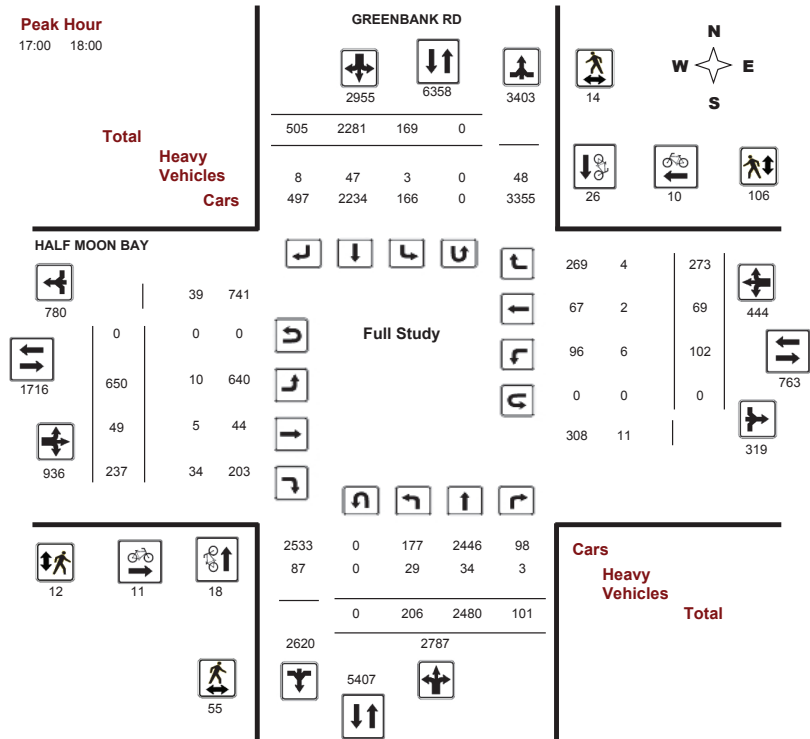 Peak Hour
17:00 18:00
GREENBANK RD
N
W E
S
2955 6358 3403 14
505 2281 169 0
Total
Heavy
Vehicles
Cars
8 47 3 0 48
497 2234 166 0 3355
26 10 106
HALF MOON BAY
780
39 741
0 0 0
1716
650 10 640
49 5 44
936 237 34 203
Full Study
269 4 273
67 2 69 444
96 6 102
763
0 0 0
308 11 319
12 11 18
55
2533 0 177 2446 98
87 0 29 34 3
0 206 2480 101
2620 2787
5407
Cars
Heavy
Vehicles
Total